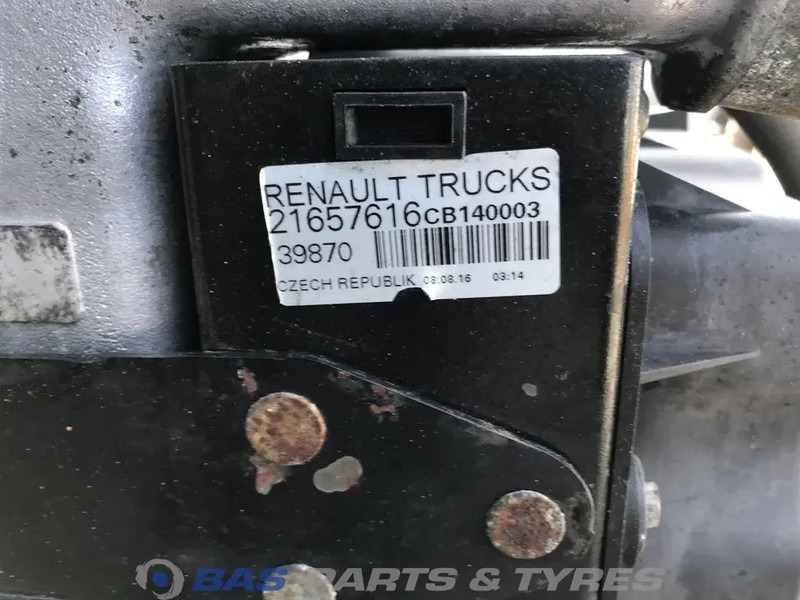 RENAULT TRUCKS
21657616CB140003
39870
CZECH REPUBLIK 08.08.16 03:14
BAS PARTS & TYRES